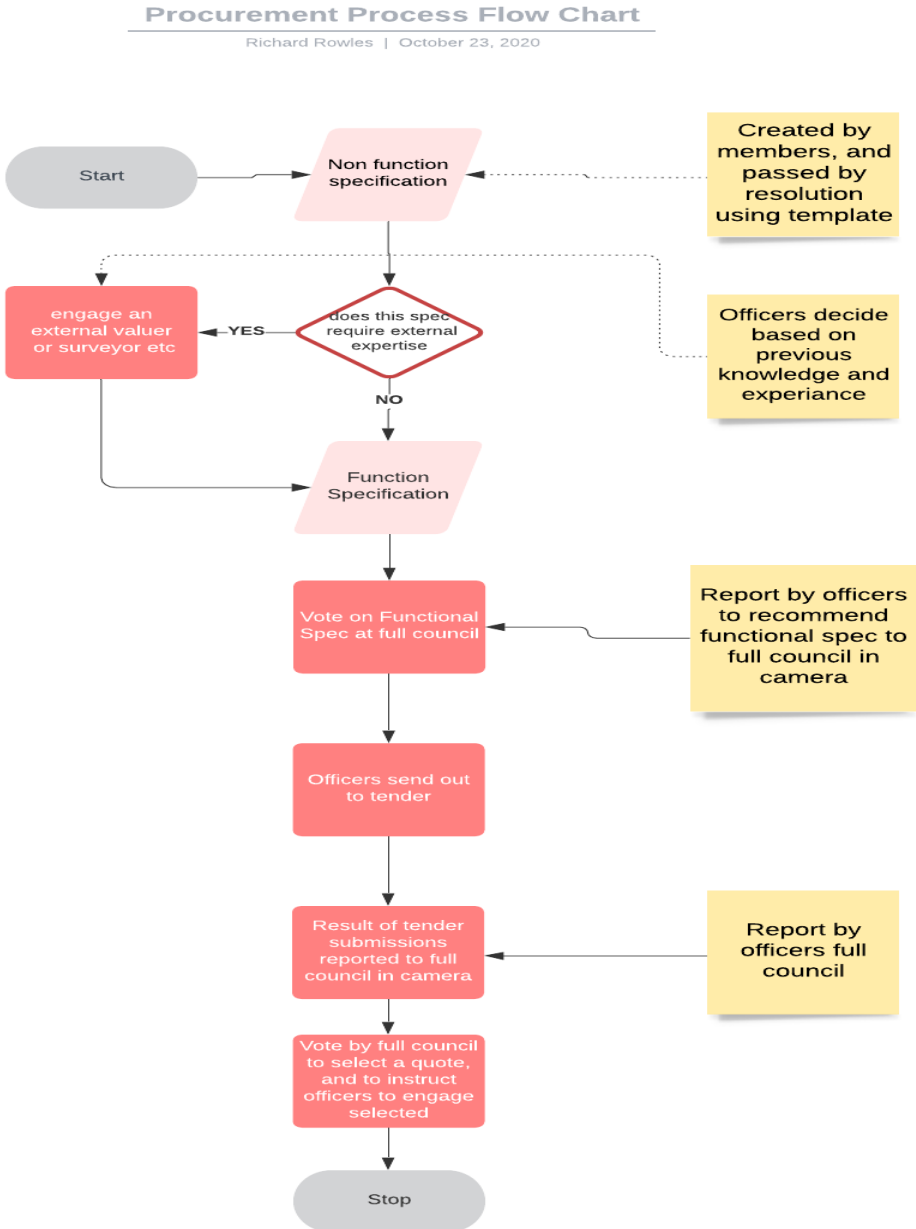 Procurement Process Flow Chart
Richard Rowles | October 23, 2020
Start
Non function
specification
Created by
members, and
passed by
resolution
using template
engage an
external valuer
or surveyor etc
YES
does this spec
require external
expertise
Officers decide
based on
previous
knowledge and
experiance
NO
Function
Specification
Vote on Functional
Spec at full council
Report by officers
to recommend
functional spec to
full council in
camera
Officers send out
to tender
Result of tender
submissions
reported to full
council in camera
Report by
officers full
council
Vote by full council
to select a quote,
and to instruct
officers to engage
selected
Stop